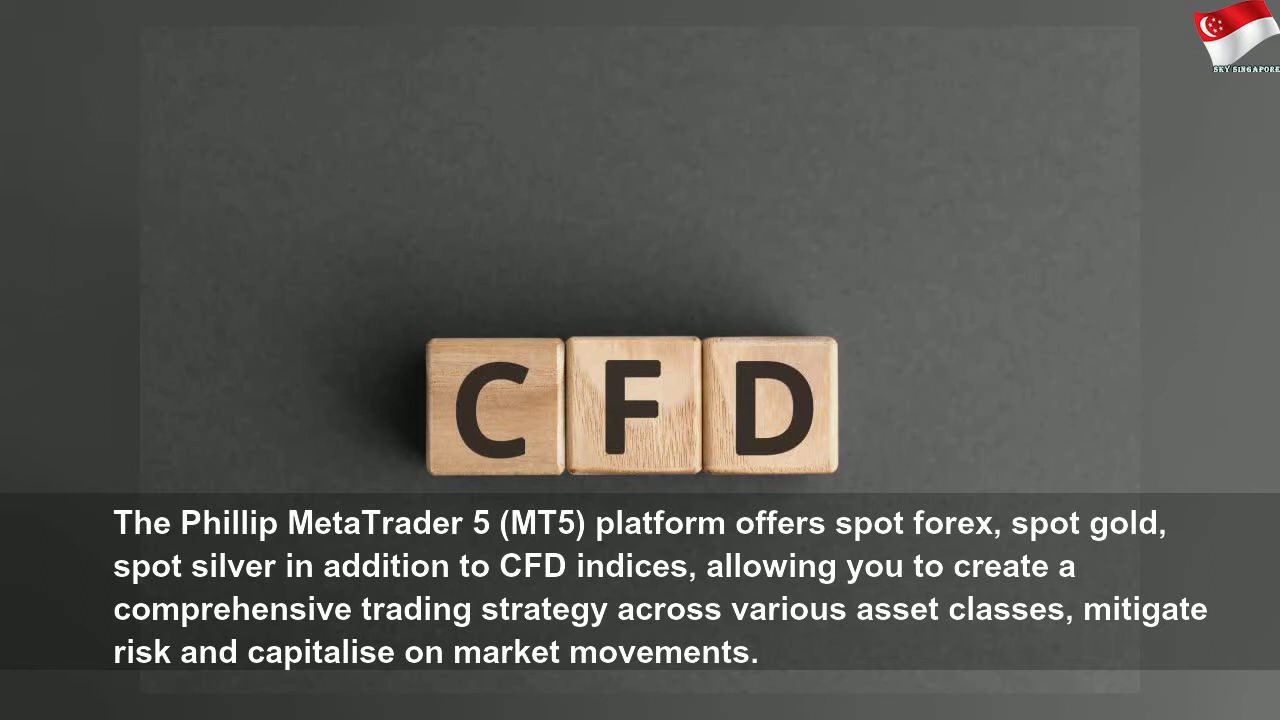 SKY SINGAPORE
C F D
The Phillip MetaTrader 5 (MT5) platform offers spot forex, spot gold,
spot silver in addition to CFD indices, allowing you to create a
comprehensive trading strategy across various asset classes, mitigate
risk and capitalise on market movements.